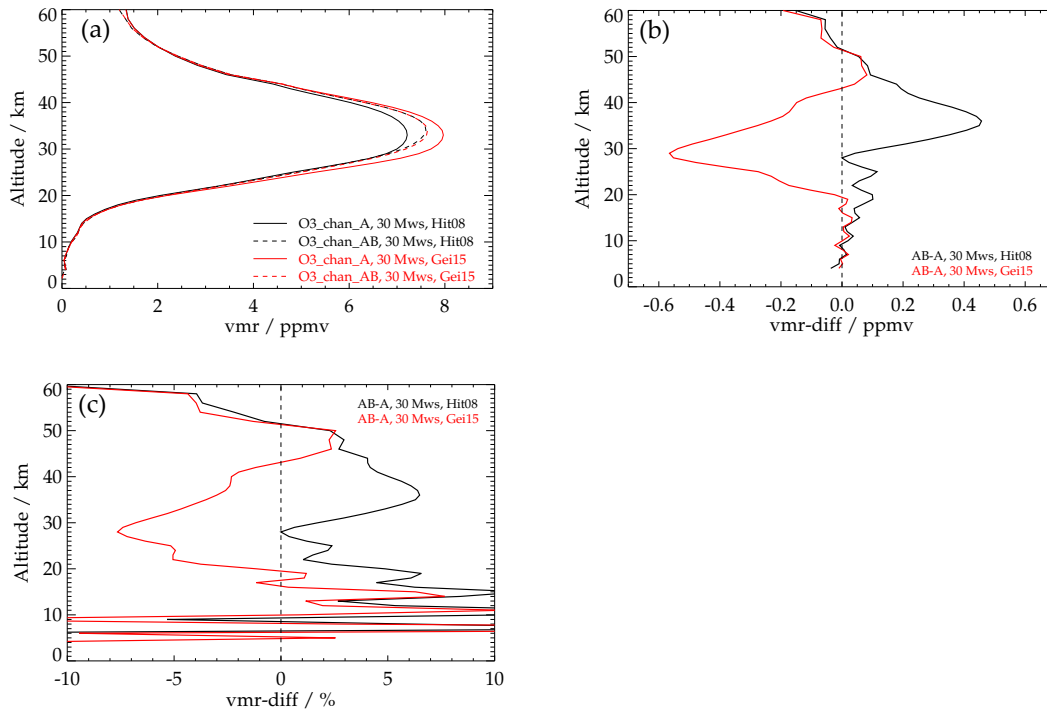 (a)
60
50
40
30
20
10
0
Altitude / km
0
2
4
6
8
vmr / ppmv
O3_chan_A, 30 Mws, Hit08
O3_chan_AB, 30 Mws, Hit08
O3_chan_A, 30 Mws, Gei15
O3_chan_AB, 30 Mws, Gei15
(b)
60
50
40
30
20
10
0
Altitude / km
AB-A, 30 Mws, Hit08
AB-A, 30 Mws, Gei15
-0.6
-0.4
-0.2
0.0
0.2
0.4
0.6
vmr-diff / ppmv
(c)
60
50
40
30
20
10
0
Altitude / km
AB-A, 30 Mws, Hit08
AB-A, 30 Mws, Gei15
-10
-5
0
5
10
vmr-diff / %